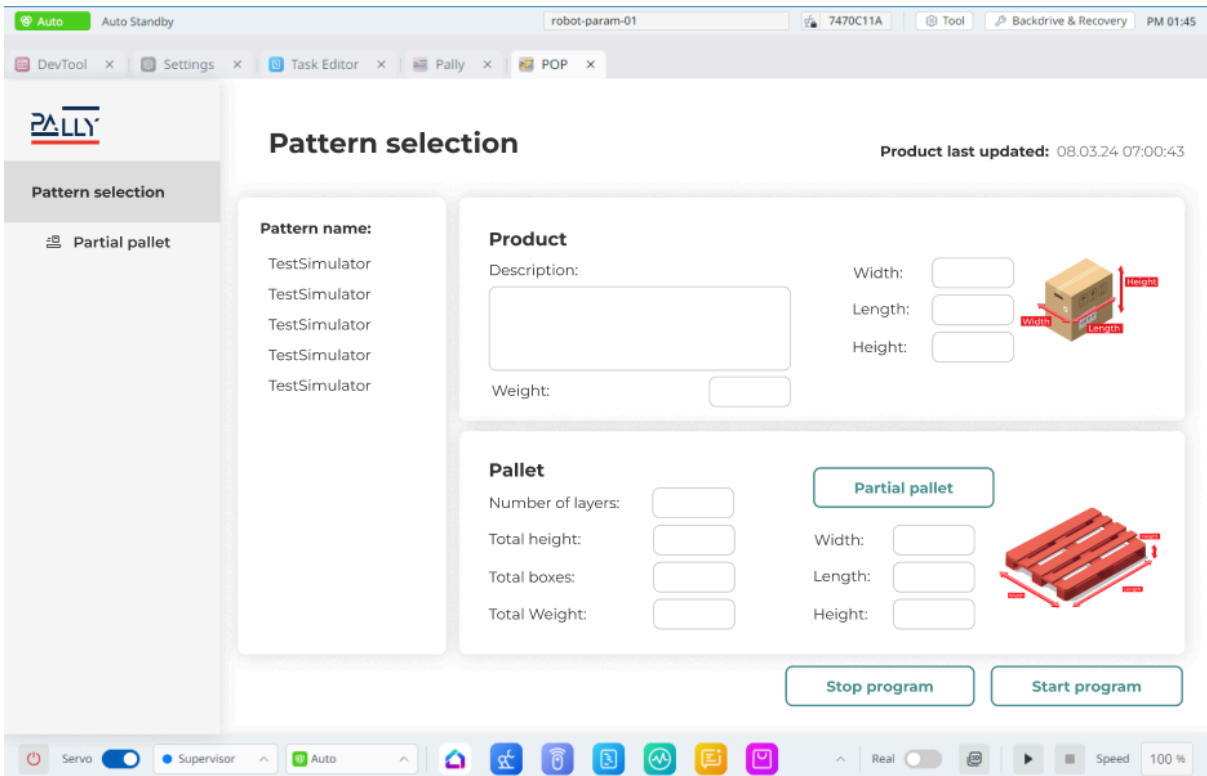 Auto Auto Standby robot-param-01 7470C11A Tool Backdrive & Recovery PM 01:45
DevTool × Settings × Task Editor × Pally × POP ×
PALLY
Pattern selection
Product last updated: 08.03.24 07:00:43
Pattern selection
Partial pallet
Pattern name:
TestSimulator
TestSimulator
TestSimulator
TestSimulator
TestSimulator
Product
Description:
Weight:
Width:
Length:
Height:
Height
Width
Length
Pallet
Number of layers:
Total height:
Total boxes:
Total Weight:
Partial pallet
Width:
Length:
Height:
Height
Width
Length
Stop program
Start program
Servo Supervisor Auto Real Speed 100 %